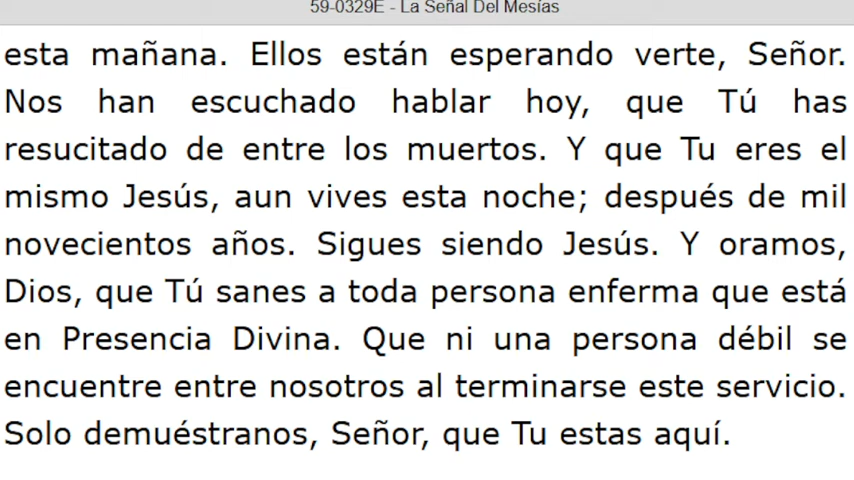 59-0329E - La Señal Del Mesías
esta mañana. Ellos están esperando verte, Señor.
Nos han escuchado hablar hoy, que Tú has
resucitado de entre los muertos. Y que Tu eres el
mismo Jesús, aun vives esta noche; después de mil
novecientos años. Sigues siendo Jesús. Y oramos,
Dios, que Tú sanes a toda persona enferma que está
en Presencia Divina. Que ni una persona débil se
encuentre entre nosotros al terminarse este servicio.
Solo demuéstranos, Señor, que Tu estas aquí.